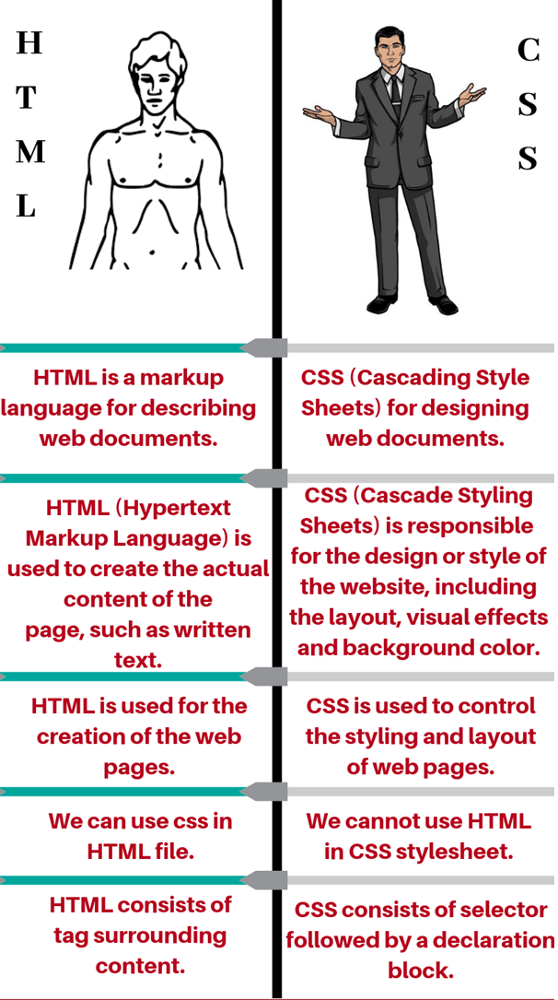 H
T
M
L
C
S
S
HTML is a markup
language for describing
web documents.
CSS (Cascading Style
Sheets) for designing
web documents.
HTML (Hypertext
Markup Language) is
used to create the actual
content of the
page, such as written
text.
CSS (Cascade Styling
Sheets) is responsible
for the design or style of
the website, including
the layout, visual effects
and background color.
HTML is used for the
creation of the web
pages.
CSS is used to control
the styling and layout
of web pages.
We can use css in
HTML file.
We cannot use HTML
in CSS stylesheet.
HTML consists of
tag surrounding
content.
CSS consists of selector
followed by a declaration
block.